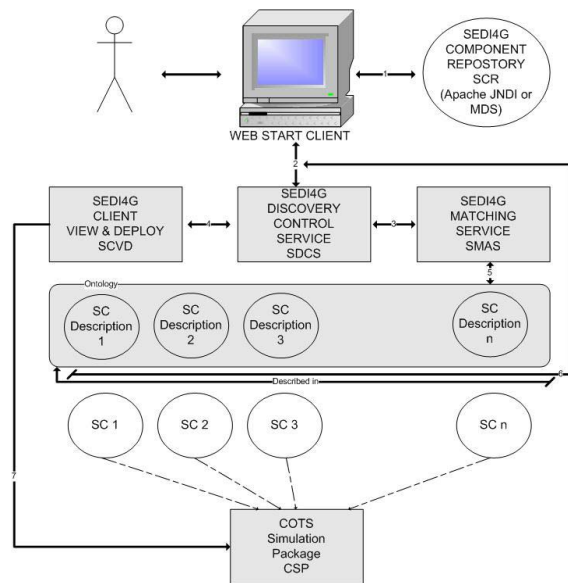 SEDI4G
COMPONENT
REPOSTORY
SCR
(Apache JNDI or
MDS)
1
WEB START CLIENT
2
SEDI4G
CLIENT
VIEW & DEPLOY
SCVD
4
SEDI4G
DISCOVERY
CONTROL
SERVICE
SDCS
3
SEDI4G
MATCHING
SERVICE
SMAS
5
Ontology
SC
Description
1
SC
Description
2
SC
Description
3
SC
Description
n
6
Described in
SC 1
SC 2
SC 3
SC n
7
COTS
Simulation
Package
CSP